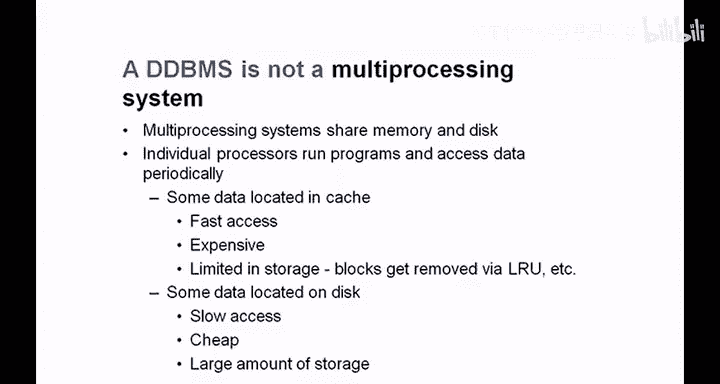 bilibili
A DDBMS is not a multiprocessing
system
• Multiprocessing systems share memory and disk
• Individual processors run programs and access data
periodically
– Some data located in cache
• Fast access
• Expensive
• Limited in storage - blocks get removed via LRU, etc.
– Some data located on disk
• Slow access
• Cheap
• Large amount of storage